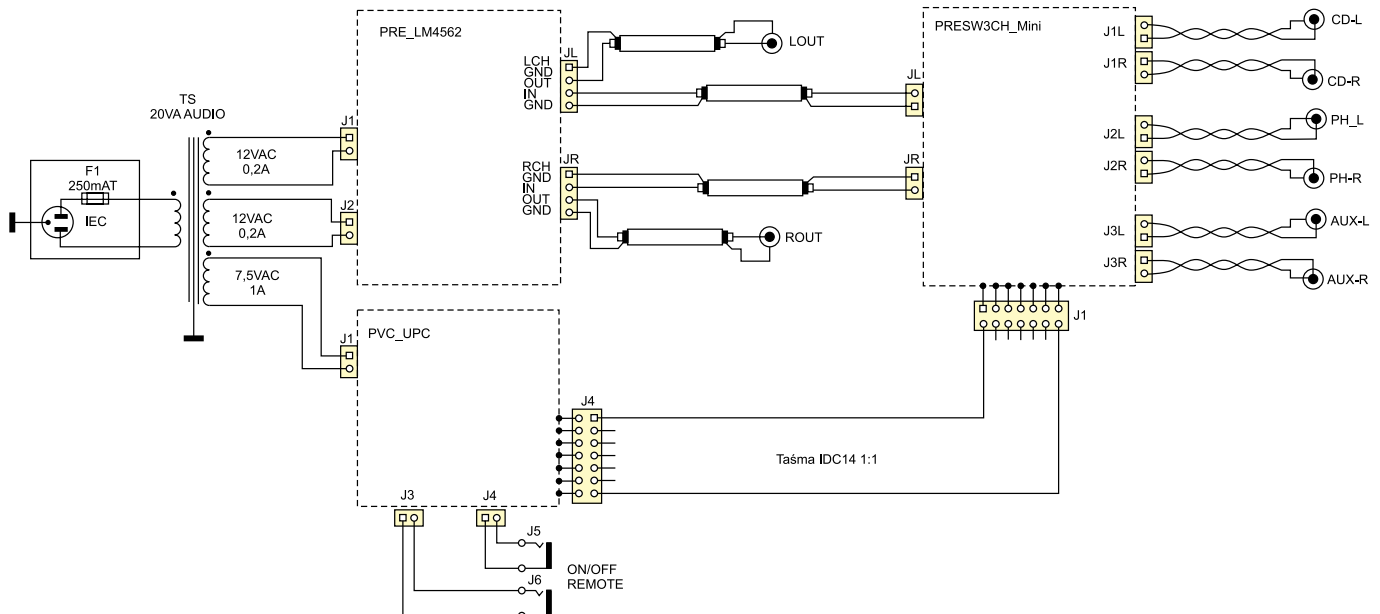 PRE_LM4562
PRESW3CH_Mini
LOUT
LCH
GND
OUT
IN
GND
JL
JL
J1L
J1R
CD-L
CD-R
TS
20VA AUDIO
J1
12VAC
0,2A
J2L
J2R
PH_L
PH-R
F1
250mAT
IEC
RCH
GND
IN
OUT
GND
JR
JR
J2
12VAC
0,2A
ROUT
J3L
J3R
AUX-L
AUX-R
7,5VAC
1A
J1
PVC_UPC
J1
J4
Taśma IDC14 1:1
J3
J4
J5
ON/OFF
REMOTE
J6